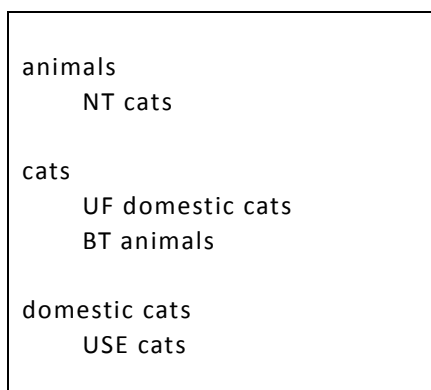 animals
NT cats
cats
UF domestic cats
BT animals
domestic cats
USE cats